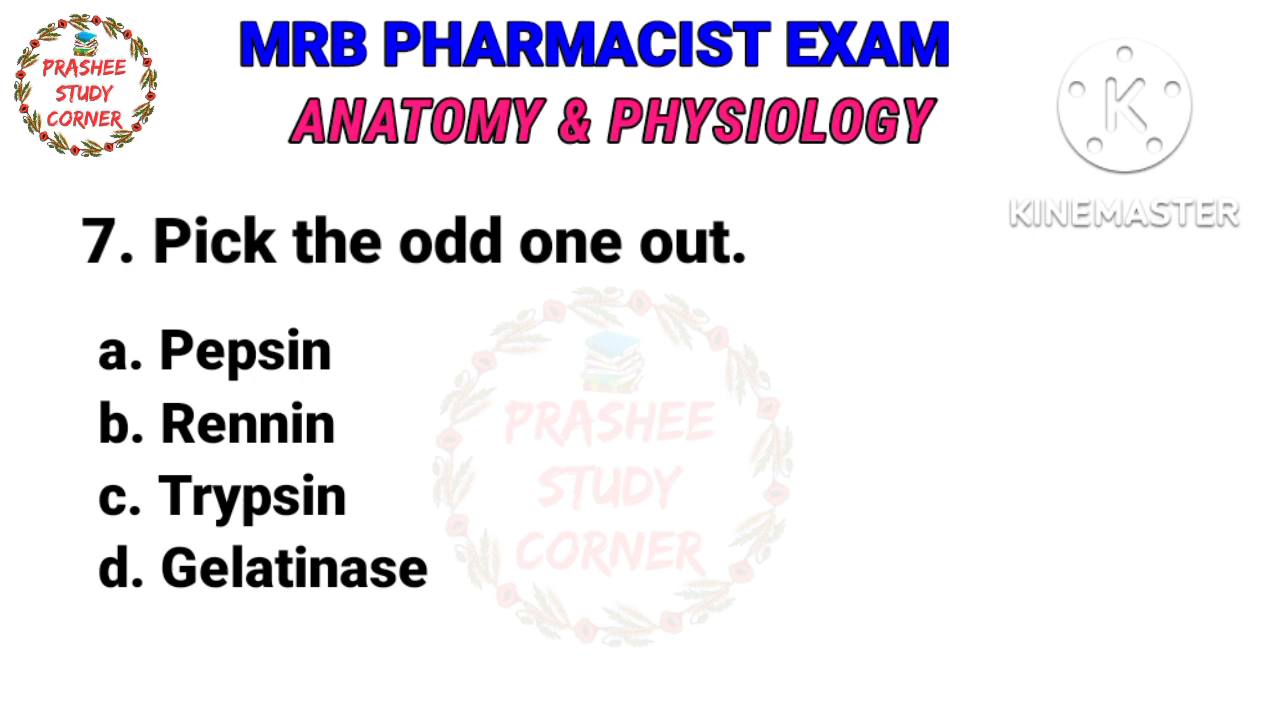 PRASHEE
STUDY
CORNER
MRB PHARMACIST EXAM
ANATOMY & PHYSIOLOGY
K
KINEMASTER
7. Pick the odd one out.
a. Pepsin
b. Rennin
c. Trypsin
d. Gelatinase
PRASHEE
STUDY
CORNER